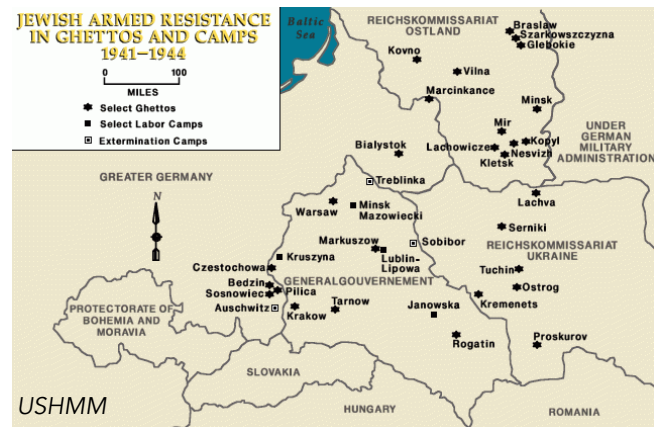 JEWISH ARMED RESISTANCE
IN GHETTOS AND CAMPS
1941–1944
0 100
MILES
Select Ghettos
Select Labor Camps
Extermination Camps
Baltic
Sea
REICHSKOMMISSARIAT
OSTLAND
Braslaw
Szarkowszczyzna
Glebokie
Kovno
Vilna
Marcinkance
Minsk
Mir
Kopyl
Lachowicze
Nesvizh
Kletsk
UNDER
GERMAN
MILITARY
ADMINISTRATION
Bialystok
GREATER GERMANY
N
Treblinka
Warsaw
Minsk
Mazowiecki
Lachva
Serniki
Markuszow
Sobibor
REICHSKOMMISSARIAT
UKRAINE
Kruszyna
Lublin-
Lipowa
Czestochowa
Tuchin
GENERALGOUVERNEMENT
Bedzin
Pilica
Sosnowiec
Ostrog
Kremenets
Auschwitz
Krakow
Tarnow
Janowska
PROTECTORATE OF
BOHEMIA AND
MORAVIA
Rogatin
Proskurov
SLOVAKIA
HUNGARY
ROMANIA
USHMM